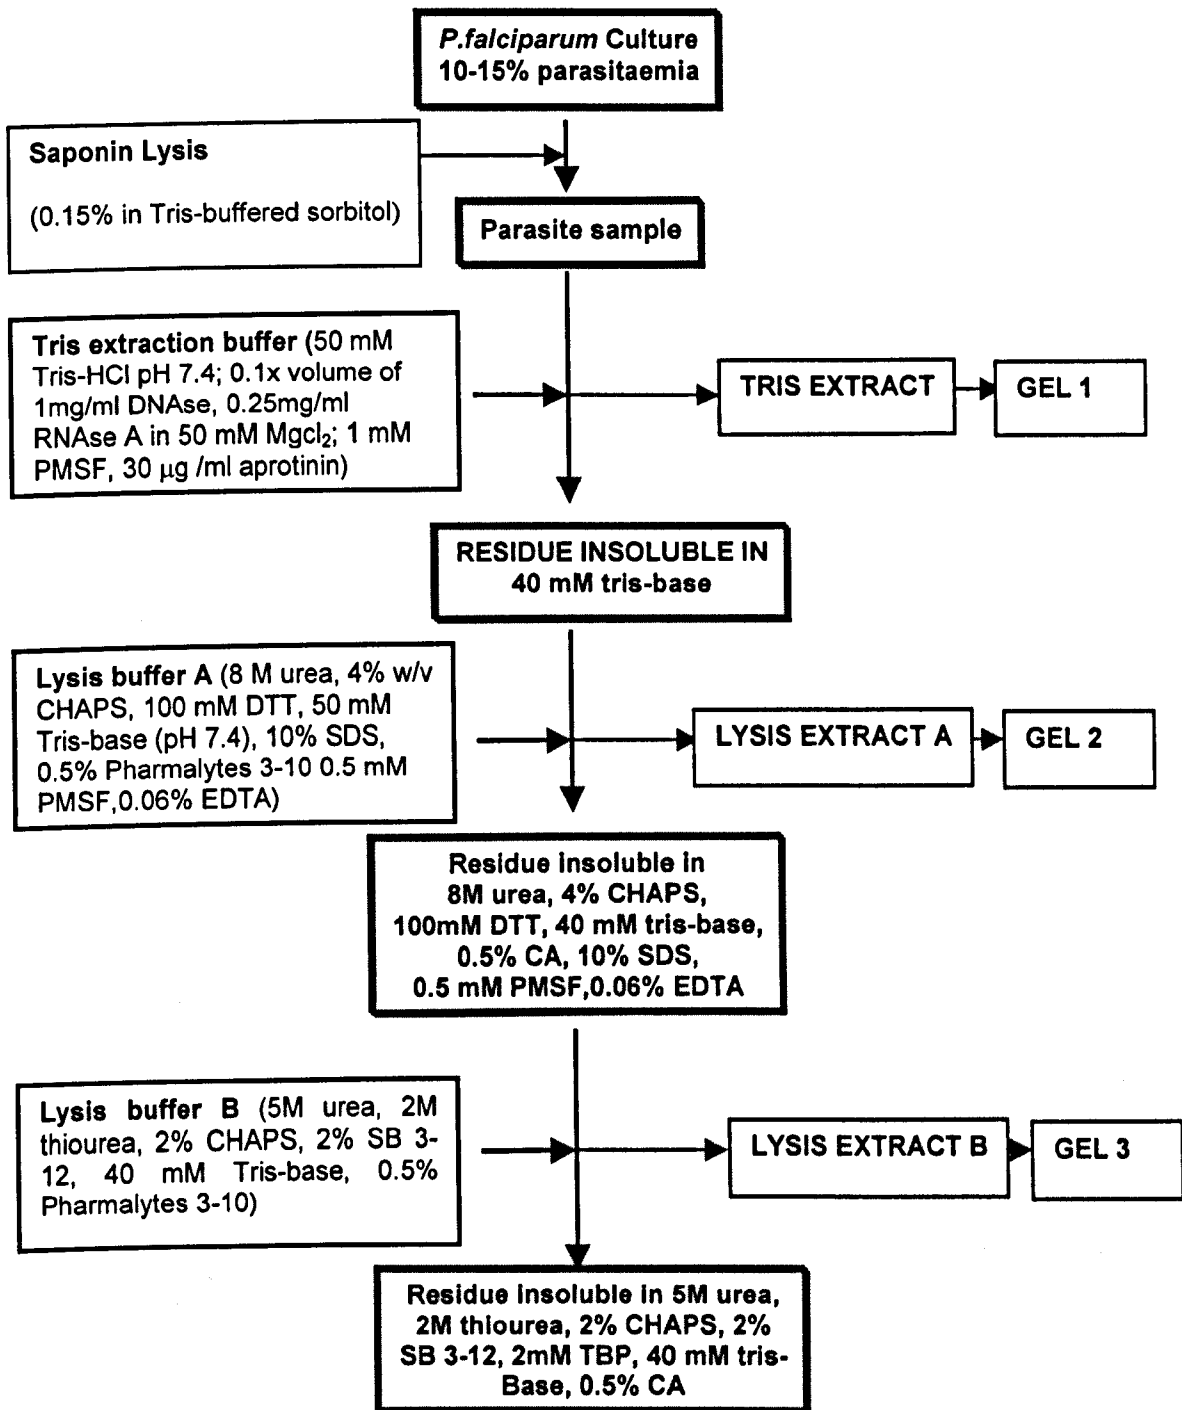 P.falciparum Culture
10-15% parasitaemia
Saponin Lysis
(0.15% in Tris-buffered sorbitol)
Parasite sample
Tris extraction buffer (50 mM
Tris-HCl pH 7.4; 0.1x volume of
1mg/ml DNAse, 0.25mg/ml
RNAse A in 50 mM Mgcl₂; 1 mM
PMSF, 30 μg /ml aprotinin)
TRIS EXTRACT
GEL 1
RESIDUE INSOLUBLE IN
40 mM tris-base
Lysis buffer A (8 M urea, 4% w/v
CHAPS, 100 mM DTT, 50 mM
Tris-base (pH 7.4), 10% SDS,
0.5% Pharmalytes 3-10 0.5 mM
PMSF,0.06% EDTA)
LYSIS EXTRACT A
GEL 2
Residue insoluble in
8M urea, 4% CHAPS,
100mM DTT, 40 mM tris-base,
0.5% CA, 10% SDS,
0.5 mM PMSF,0.06% EDTA
Lysis buffer B (5M urea, 2M
thiourea, 2% CHAPS, 2% SB 3-
12, 40 mM Tris-base, 0.5%
Pharmalytes 3-10)
LYSIS EXTRACT B
GEL 3
Residue insoluble in 5M urea,
2M thiourea, 2% CHAPS, 2%
SB 3-12, 2mM TBP, 40 mM tris-
Base, 0.5% CA